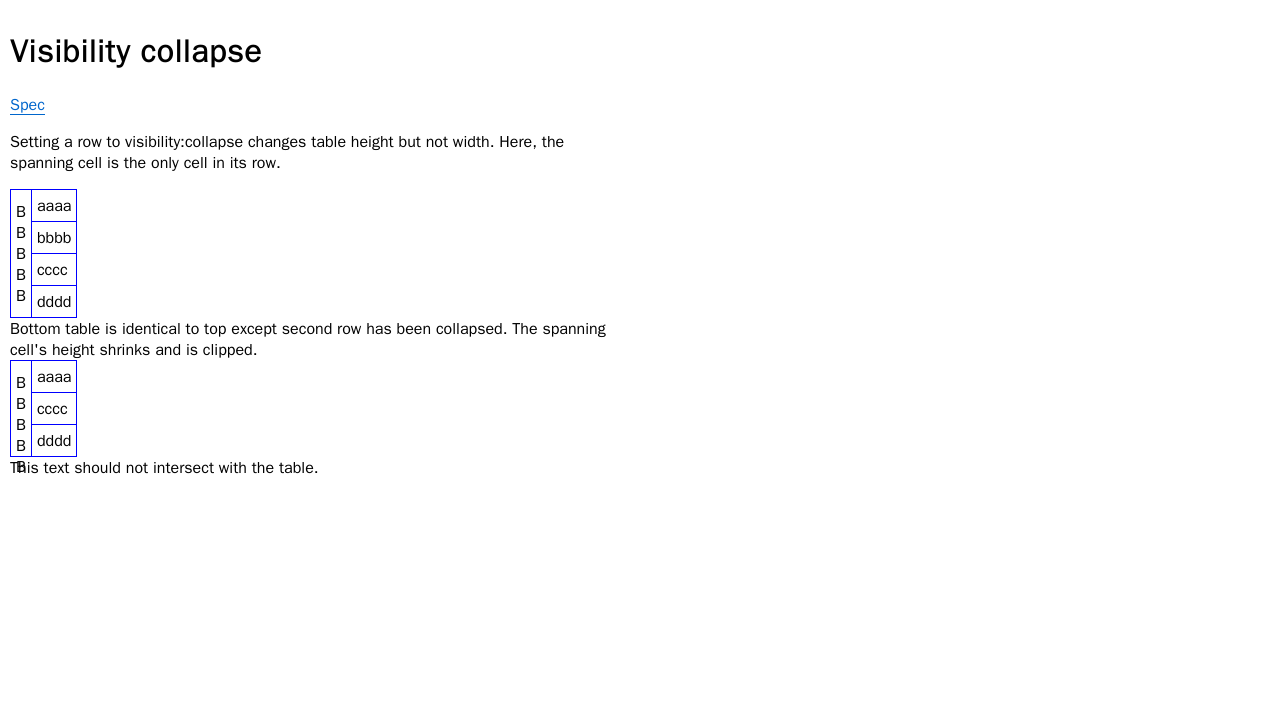 Visibility collapse
Spec
Setting a row to visibility:collapse changes table height but not width. Here, the
spanning cell is the only cell in its row.
B
B
B
B
B
aaaa
bbbb
cccc
dddd
Bottom table is identical to top except second row has been collapsed. The spanning
cell's height shrinks and is clipped.
B
B
B
B
B
aaaa
cccc
dddd
This text should not intersect with the table.